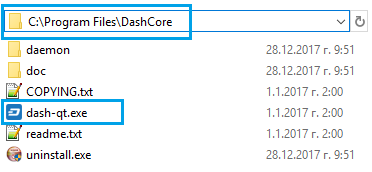 C:\Program Files\DashCore
daemon 28.12.2017 г. 9:51
doc 28.12.2017 г. 9:51
COPYING.txt 1.1.2017 г. 2:00
dash-qt.exe 1.1.2017 г. 2:00
readme.txt 1.1.2017 г. 2:00
uninstall.exe 28.12.2017 г. 9:51